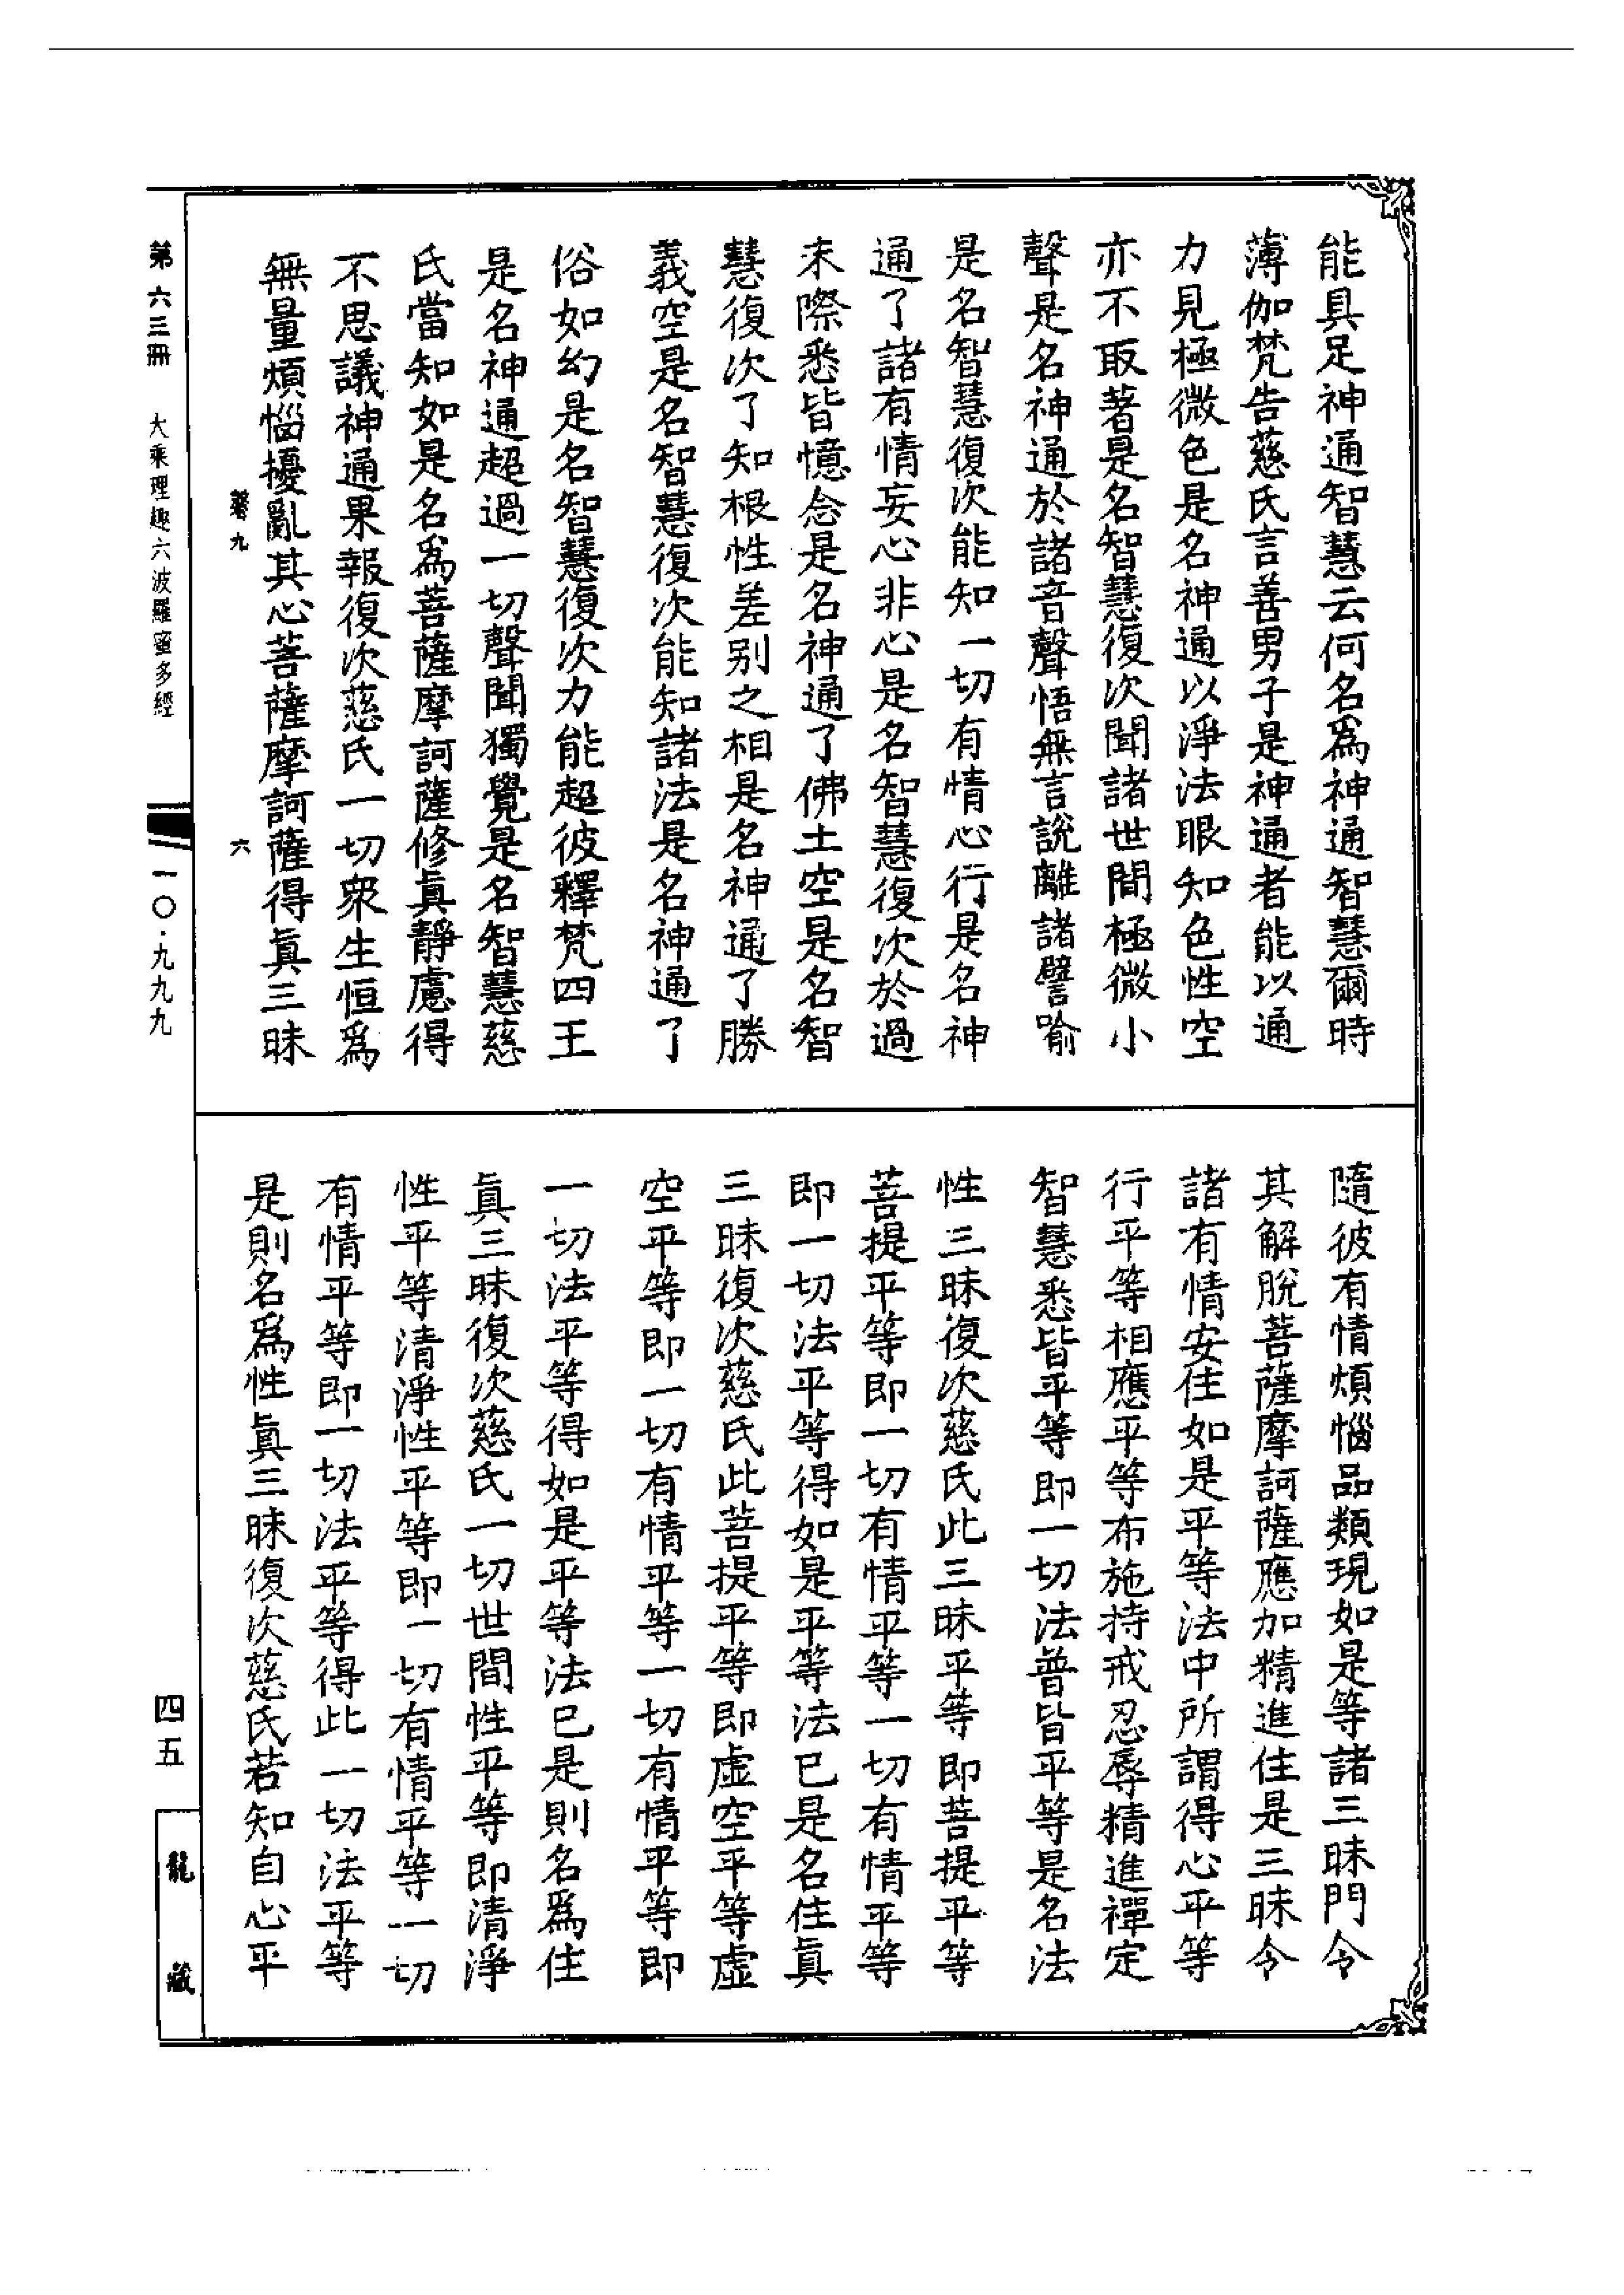 能具足神通智慧云何名爲神通智慧爾時
薄伽梵告慈氏言善男子是神通者能以通
力見極微色是名神通以淨法眼知色性空
亦不取著是名智慧復次聞諸世間極微小
聲是名神通於諸音聲悟無言說離諸譬喻
是名智慧復次能知一切有情心行是名神
通了諸有情妄心非心是名智慧復次於過
未際悉皆憶念是名神通了佛土空是名智
慧復次了知根性差别之相是名神通了勝
義空是名智慧復次能知諸法是名神通了
俗如幻是名智慧復次力能超彼釋梵四王
是名神通超過一切聲聞獨覺是名智慧慈
氏當知如是名爲菩薩摩訶薩修眞靜慮得
不思議神通果報復次慈氏一切衆生恒爲
無量煩惱擾亂其心菩薩摩訶薩得眞三昧
隨彼有情煩惱品類現如是等諸三昧門令
其解脫菩薩摩訶薩應加精進住是三昧令
諸有情安住如是平等法中所謂得心平等
行平等相應平等布施持戒忍辱精進禪定
智慧悉皆平等即一切法普皆平等是名法
性三昧復次慈氏此三昧平等即菩提平等
菩提平等即一切有情平等一切有情平等
即一切法平等得如是平等法已是名住眞
三昧復次慈氏此菩提平等即虛空平等虛
空平等即一切有情平等一切有情平等即
一切法平等得如是平等法已是則名爲住
眞三昧復次慈氏一切世間性平等即清淨
性平等清淨性平等即一切有情平等一切
有情平等即一切法平等得此一切法平等
是則名爲性眞三昧復次慈氏若知自心平
馨九 六
第六三冊 大乘理趣六波羅蜜多經 一〇·九九九
四五
龍藏